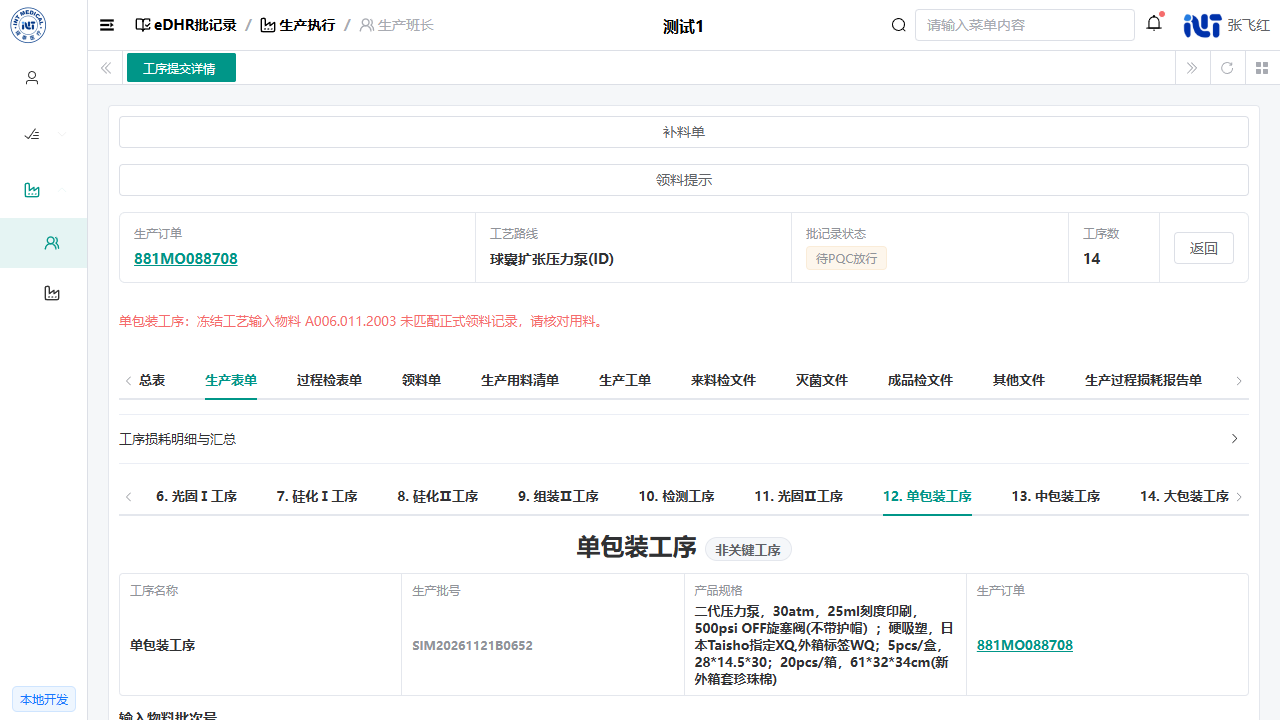 eDHR批记录 / 生产执行 / 生产班长
测试1
请输入菜单内容
张飞红
工序提交详情
补料单
领料提示
生产订单
881MO088708
工艺路线
球囊扩张压力泵(ID)
批记录状态
待PQC放行
工序数
14
返回
单包装工序：冻结工艺输入物料 A006.011.2003 未匹配正式领料记录，请核对用料。
总表 生产表单 过程检表单 领料单 生产用料清单 生产工单 来料检文件 灭菌文件 成品检文件 其他文件 生产过程损耗报告单
工序损耗明细与汇总
6. 光固Ⅰ工序 7. 硅化Ⅰ工序 8. 硅化Ⅱ工序 9. 组装Ⅱ工序 10. 检测工序 11. 光固Ⅱ工序 12. 单包装工序 13. 中包装工序 14. 大包装工序
单包装工序 非关键工序
工序名称
单包装工序
生产批号
SIM20261121B0652
产品规格
二代压力泵，30atm，25ml刻度印刷，
500psi OFF旋塞阀(不带护帽）；硬吸塑，日
本Taisho指定XQ,外箱标签WQ；5pcs/盒，
28*14.5*30；20pcs/箱，61*32*34cm(新
外箱套珍珠棉)
生产订单
881MO088708
本地开发
输入物料批次号